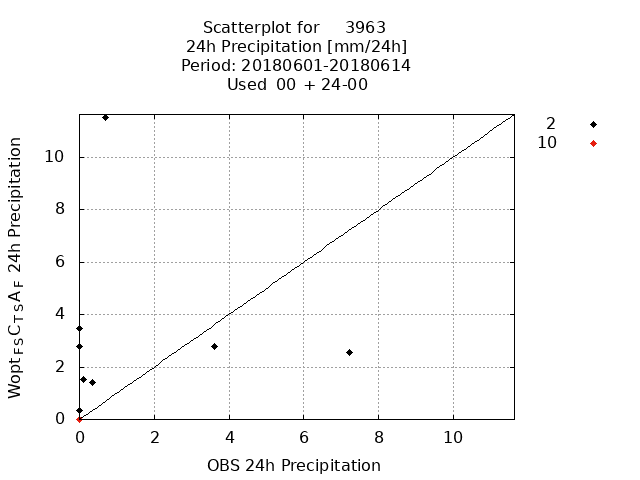 Scatterplot for 3963
24h Precipitation [mm/24h]
Period: 20180601-20180614
Used 00 + 24-00
2
10
10
8
6
4
2
0
0 2 4 6 8 10
Wopt FS C T S A F 24h Precipitation
OBS 24h Precipitation